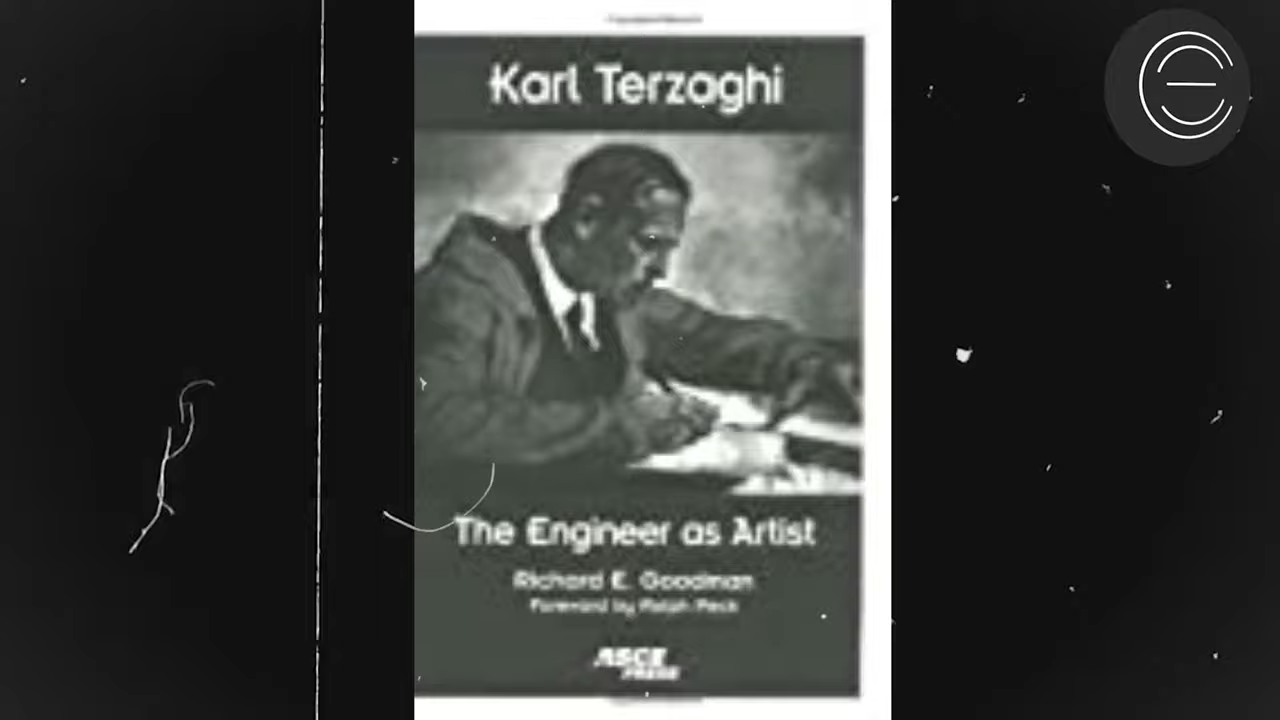 Karl Terzaghi
The Engineer as Artist
Richard E. Goodman
Foreword by Ralph Peck
ASCE
PRESS